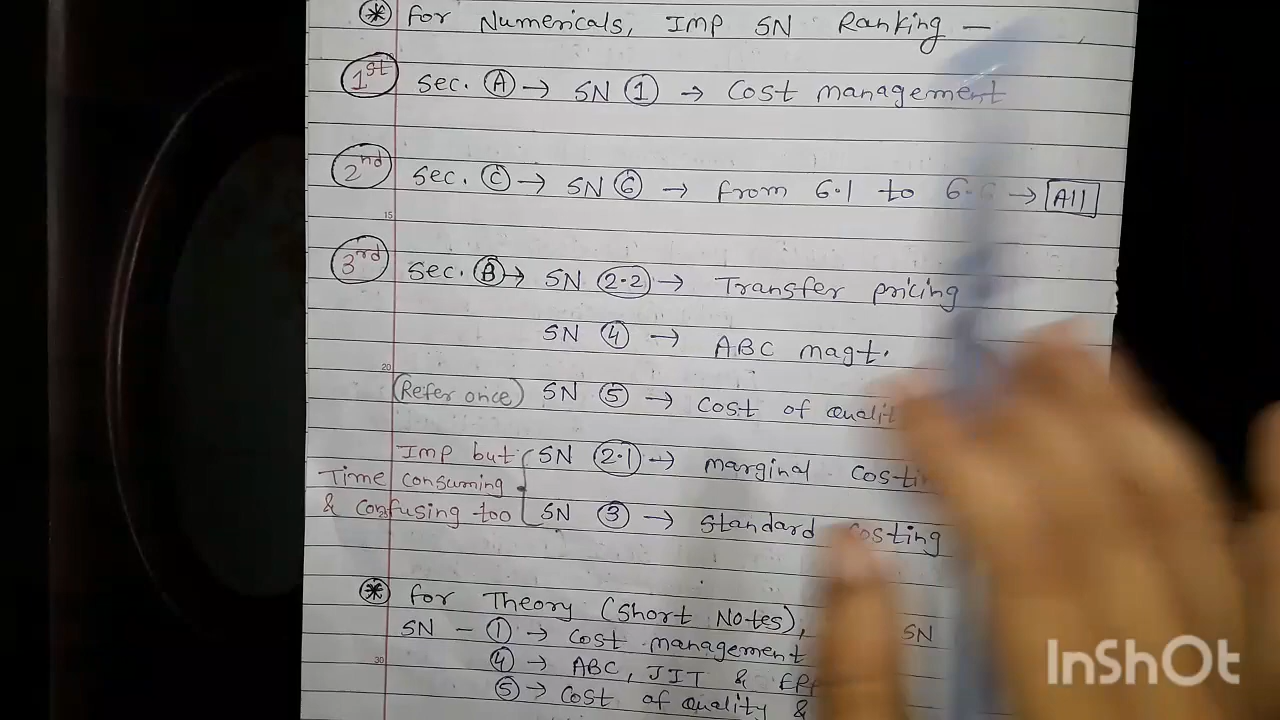 * For Numericals, Imp SN Ranking —
1st Sec. A → SN 1 → Cost management
2nd Sec. C → SN 6 → From 6.1 to → All
15
3rd Sec. B → SN 2.2 → Transfer pricing
SN 4 → ABC magt.
20
(Refer once) SN 5 → Cost of
Imp but SN 2.1 → marginal
Time consuming
& confusing too SN 3 → Standard Costing
* For Theory (Short Notes), SN
SN - 1 → Cost management
30
4 → ABC, JIT &
5 → Cost of Quality &
InShOt